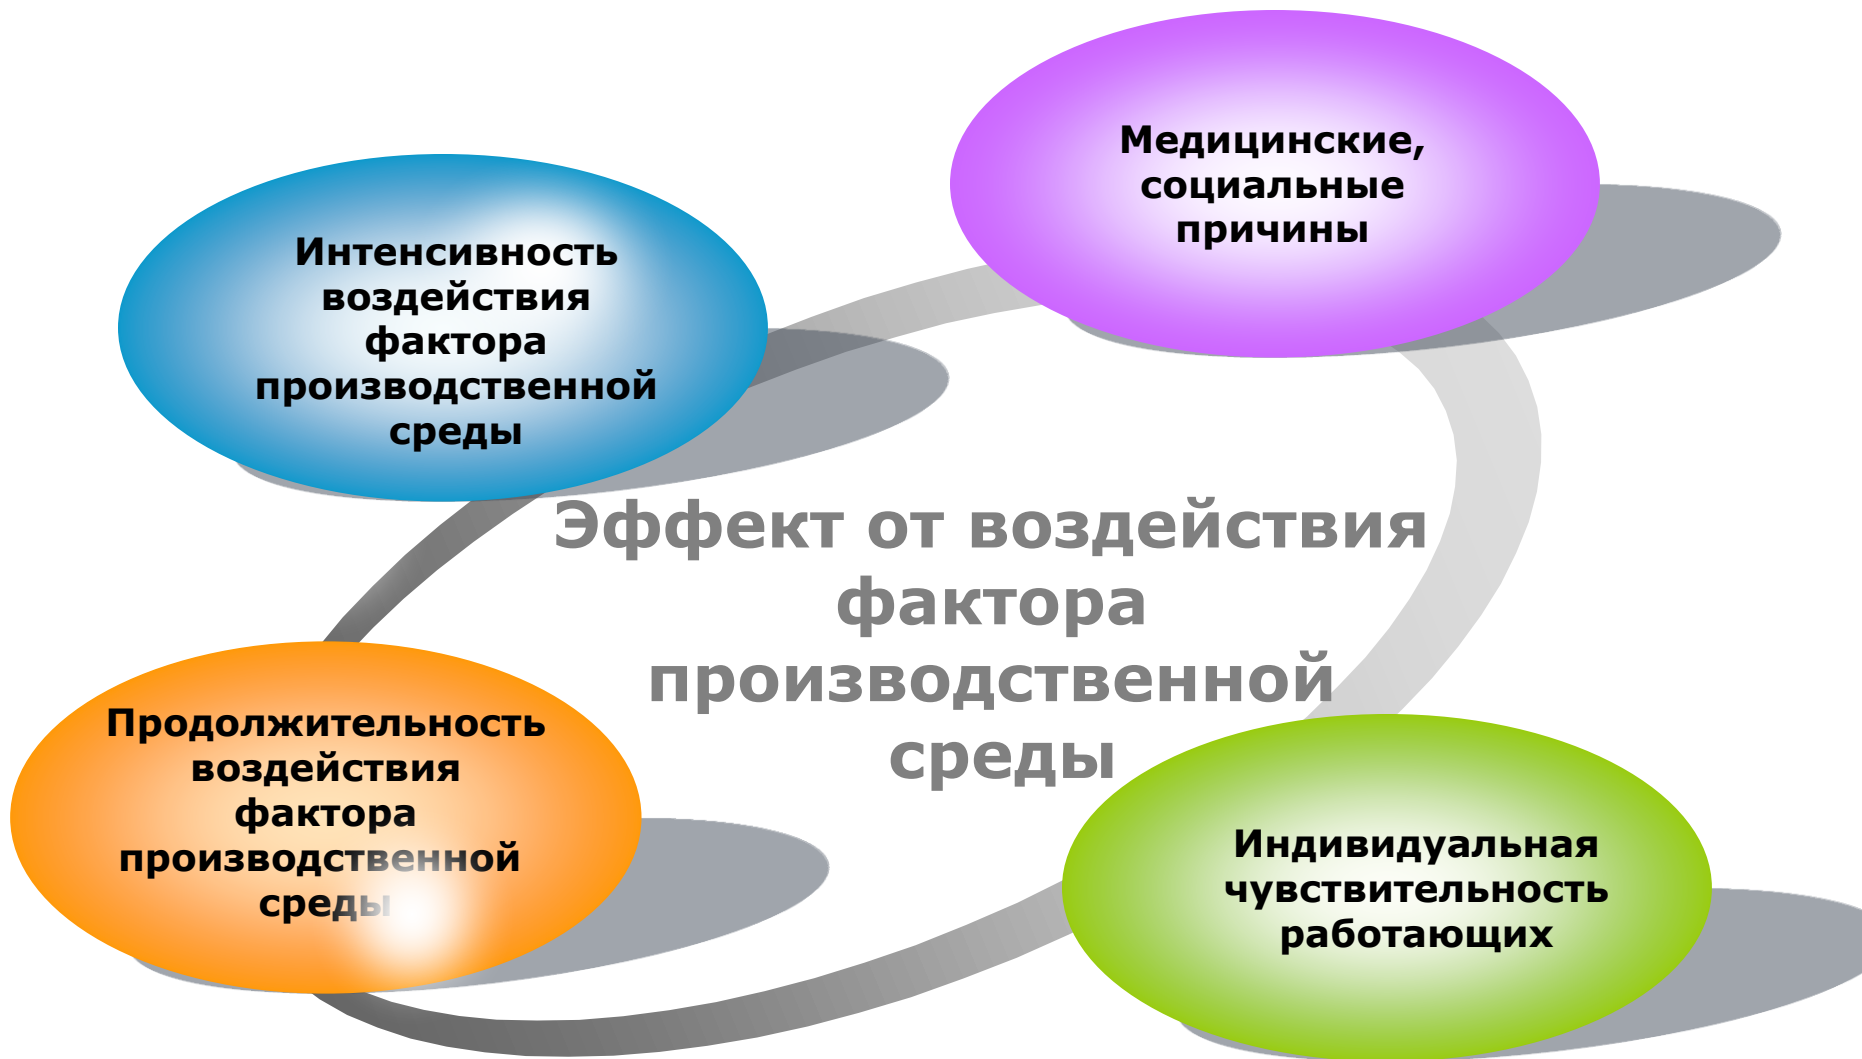 Медицинские,
социальные
причины
Интенсивность
воздействия
фактора
производственной
среды
Эффект от воздействия
фактора
производственной
среды
Продолжительность
воздействия
фактора
производственной
среды
Индивидуальная
чувствительность
работающих